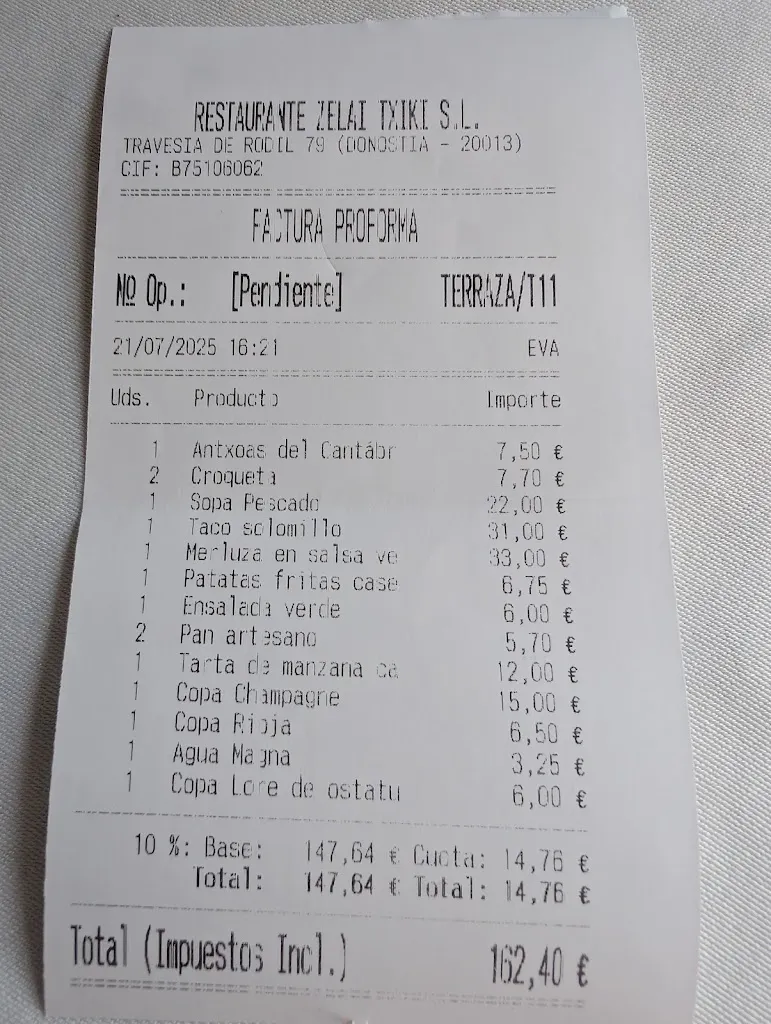 RESTAURANTE ZELAI TXIKI S.L.
TRAVESIA DE RODIL 79 (DONOSTIA - 20013)
CIF: B75106062
FACTURA PROFORMA
Nº Op.: [Pendiente] TERRAZA/T11
21/07/2025 16:21 EVA
Uds. Producto Importe
1 Antxoas del Cantábr 7,50 €
2 Croqueta 7,70 €
1 Sopa Pescado 22,00 €
1 Taco solomillo 31,00 €
1 Merluza en salsa ve 33,00 €
1 Patatas fritas case 6,75 €
1 Ensalada verde 6,00 €
2 Pan artesano 5,70 €
1 Tarta de manzana ca 12,00 €
1 Copa Champagne 15,00 €
1 Copa Rioja 6,50 €
1 Agua Magna 3,25 €
1 Copa Lore de ostatu 6,00 €
10 %: Base: 147,64 € Cuota: 14,76 €
Total: 147,64 € Total: 14,76 €
Total (Impuestos Incl.) 162,40 €